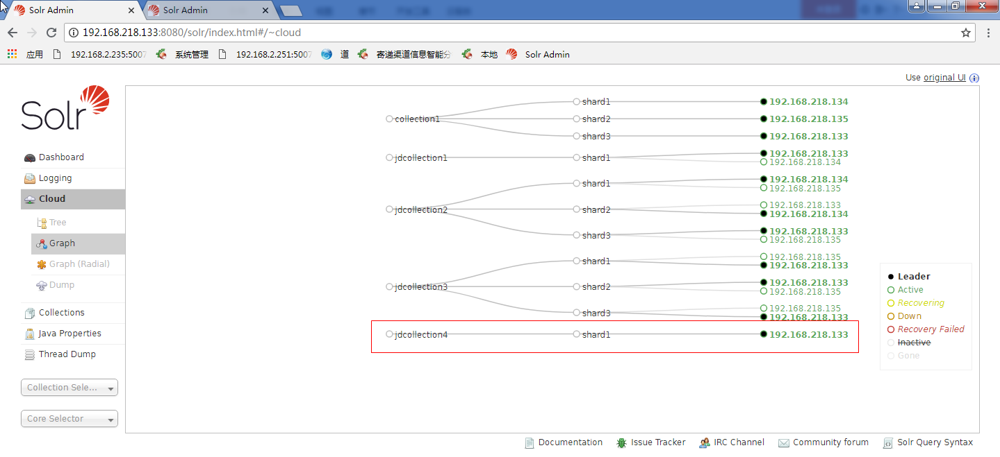 Solr Admin
Solr Admin
192.168.218.133:8080/solr/index.html#/~cloud
应用
192.168.2.235:5007
系统管理
192.168.2.251:5007
道
寄递渠道信息智能分
本地
Solr Admin
Use original UI
Solr
Dashboard
Logging
Cloud
Tree
Graph
Graph (Radial)
Dump
Collections
Java Properties
Thread Dump
Collection Sele...
Core Selector
collection1
shard1
192.168.218.134
shard2
192.168.218.135
shard3
192.168.218.133
jdcollection1
shard1
192.168.218.133
192.168.218.134
jdcollection2
shard1
192.168.218.134
192.168.218.135
shard2
192.168.218.133
192.168.218.134
shard3
192.168.218.133
192.168.218.135
jdcollection3
shard1
192.168.218.135
192.168.218.133
shard2
192.168.218.133
192.168.218.135
shard3
192.168.218.135
192.168.218.133
jdcollection4
shard1
192.168.218.133
Leader
Active
Recovering
Down
Recovery Failed
Inactive
Gone
Documentation
Issue Tracker
IRC Channel
Community forum
Solr Query Syntax